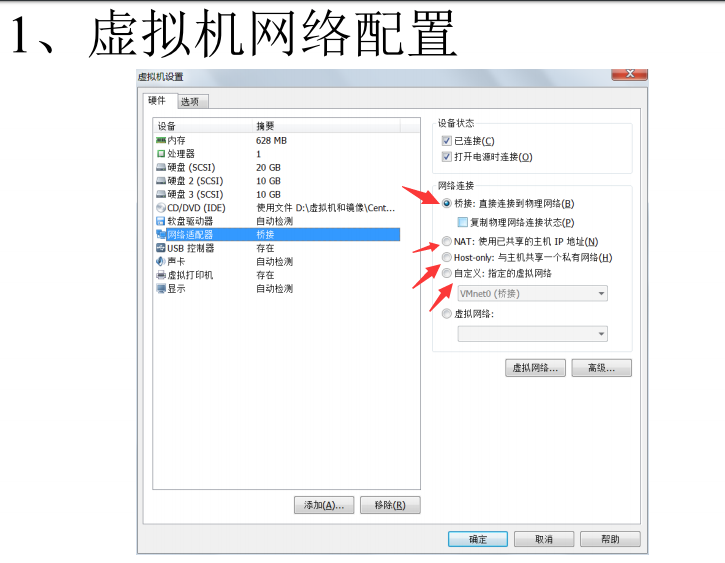 1、虚拟机网络配置
虚拟机设置
硬件 选项
设备 摘要
内存 628 MB
处理器 1
硬盘 (SCSI) 20 GB
硬盘 2 (SCSI) 10 GB
硬盘 3 (SCSI) 10 GB
CD/DVD (IDE) 使用文件 D:\虚拟机和镜像\Cent...
软盘驱动器 自动检测
网络适配器 桥接
USB 控制器 存在
声卡 自动检测
虚拟打印机 存在
显示 自动检测
添加(A)... 移除(R)
设备状态
已连接(C)
打开电源时连接(O)
网络连接
桥接: 直接连接到物理网络(B)
复制物理网络连接状态(P)
NAT: 使用已共享的主机 IP 地址(N)
Host-only: 与主机共享一个私有网络(H)
自定义: 指定的虚拟网络
VMnet0 (桥接)
虚拟网络:
虚拟网络... 高级...
确定 取消 帮助